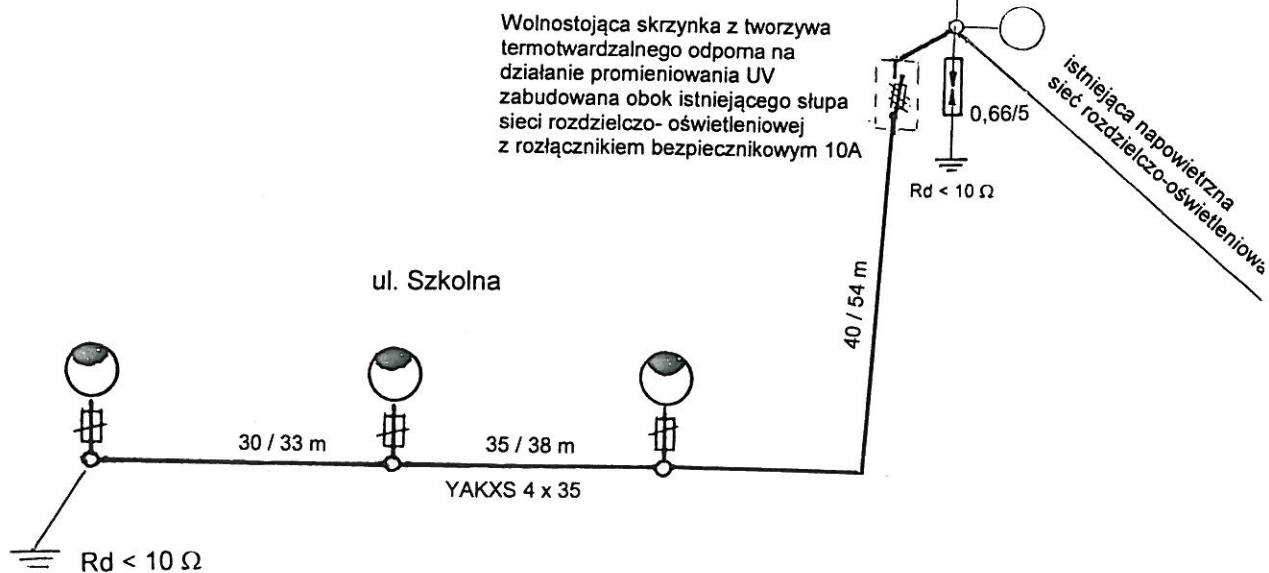 Wolnostojąca skrzynka z tworzywa
termotwardzalnego odporna na
działanie promieniowania UV
zabudowana obok istniejącego słupa
sieci rozdzielczo- oświetleniowej
z rozłącznikiem bezpiecznikowym 10A
0,66/5
Rd < 10 Ω
istniejąca napowietrzna
sieć rozdzielczo-oświetleniowa
40 / 54 m
ul. Szkolna
30 / 33 m
35 / 38 m
YAKXS 4 x 35
Rd < 10 Ω